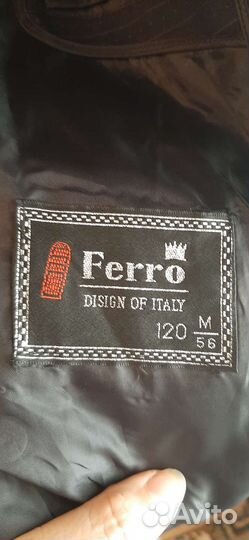 Ferro
DISIGN OF ITALY
120 M
56
Avito